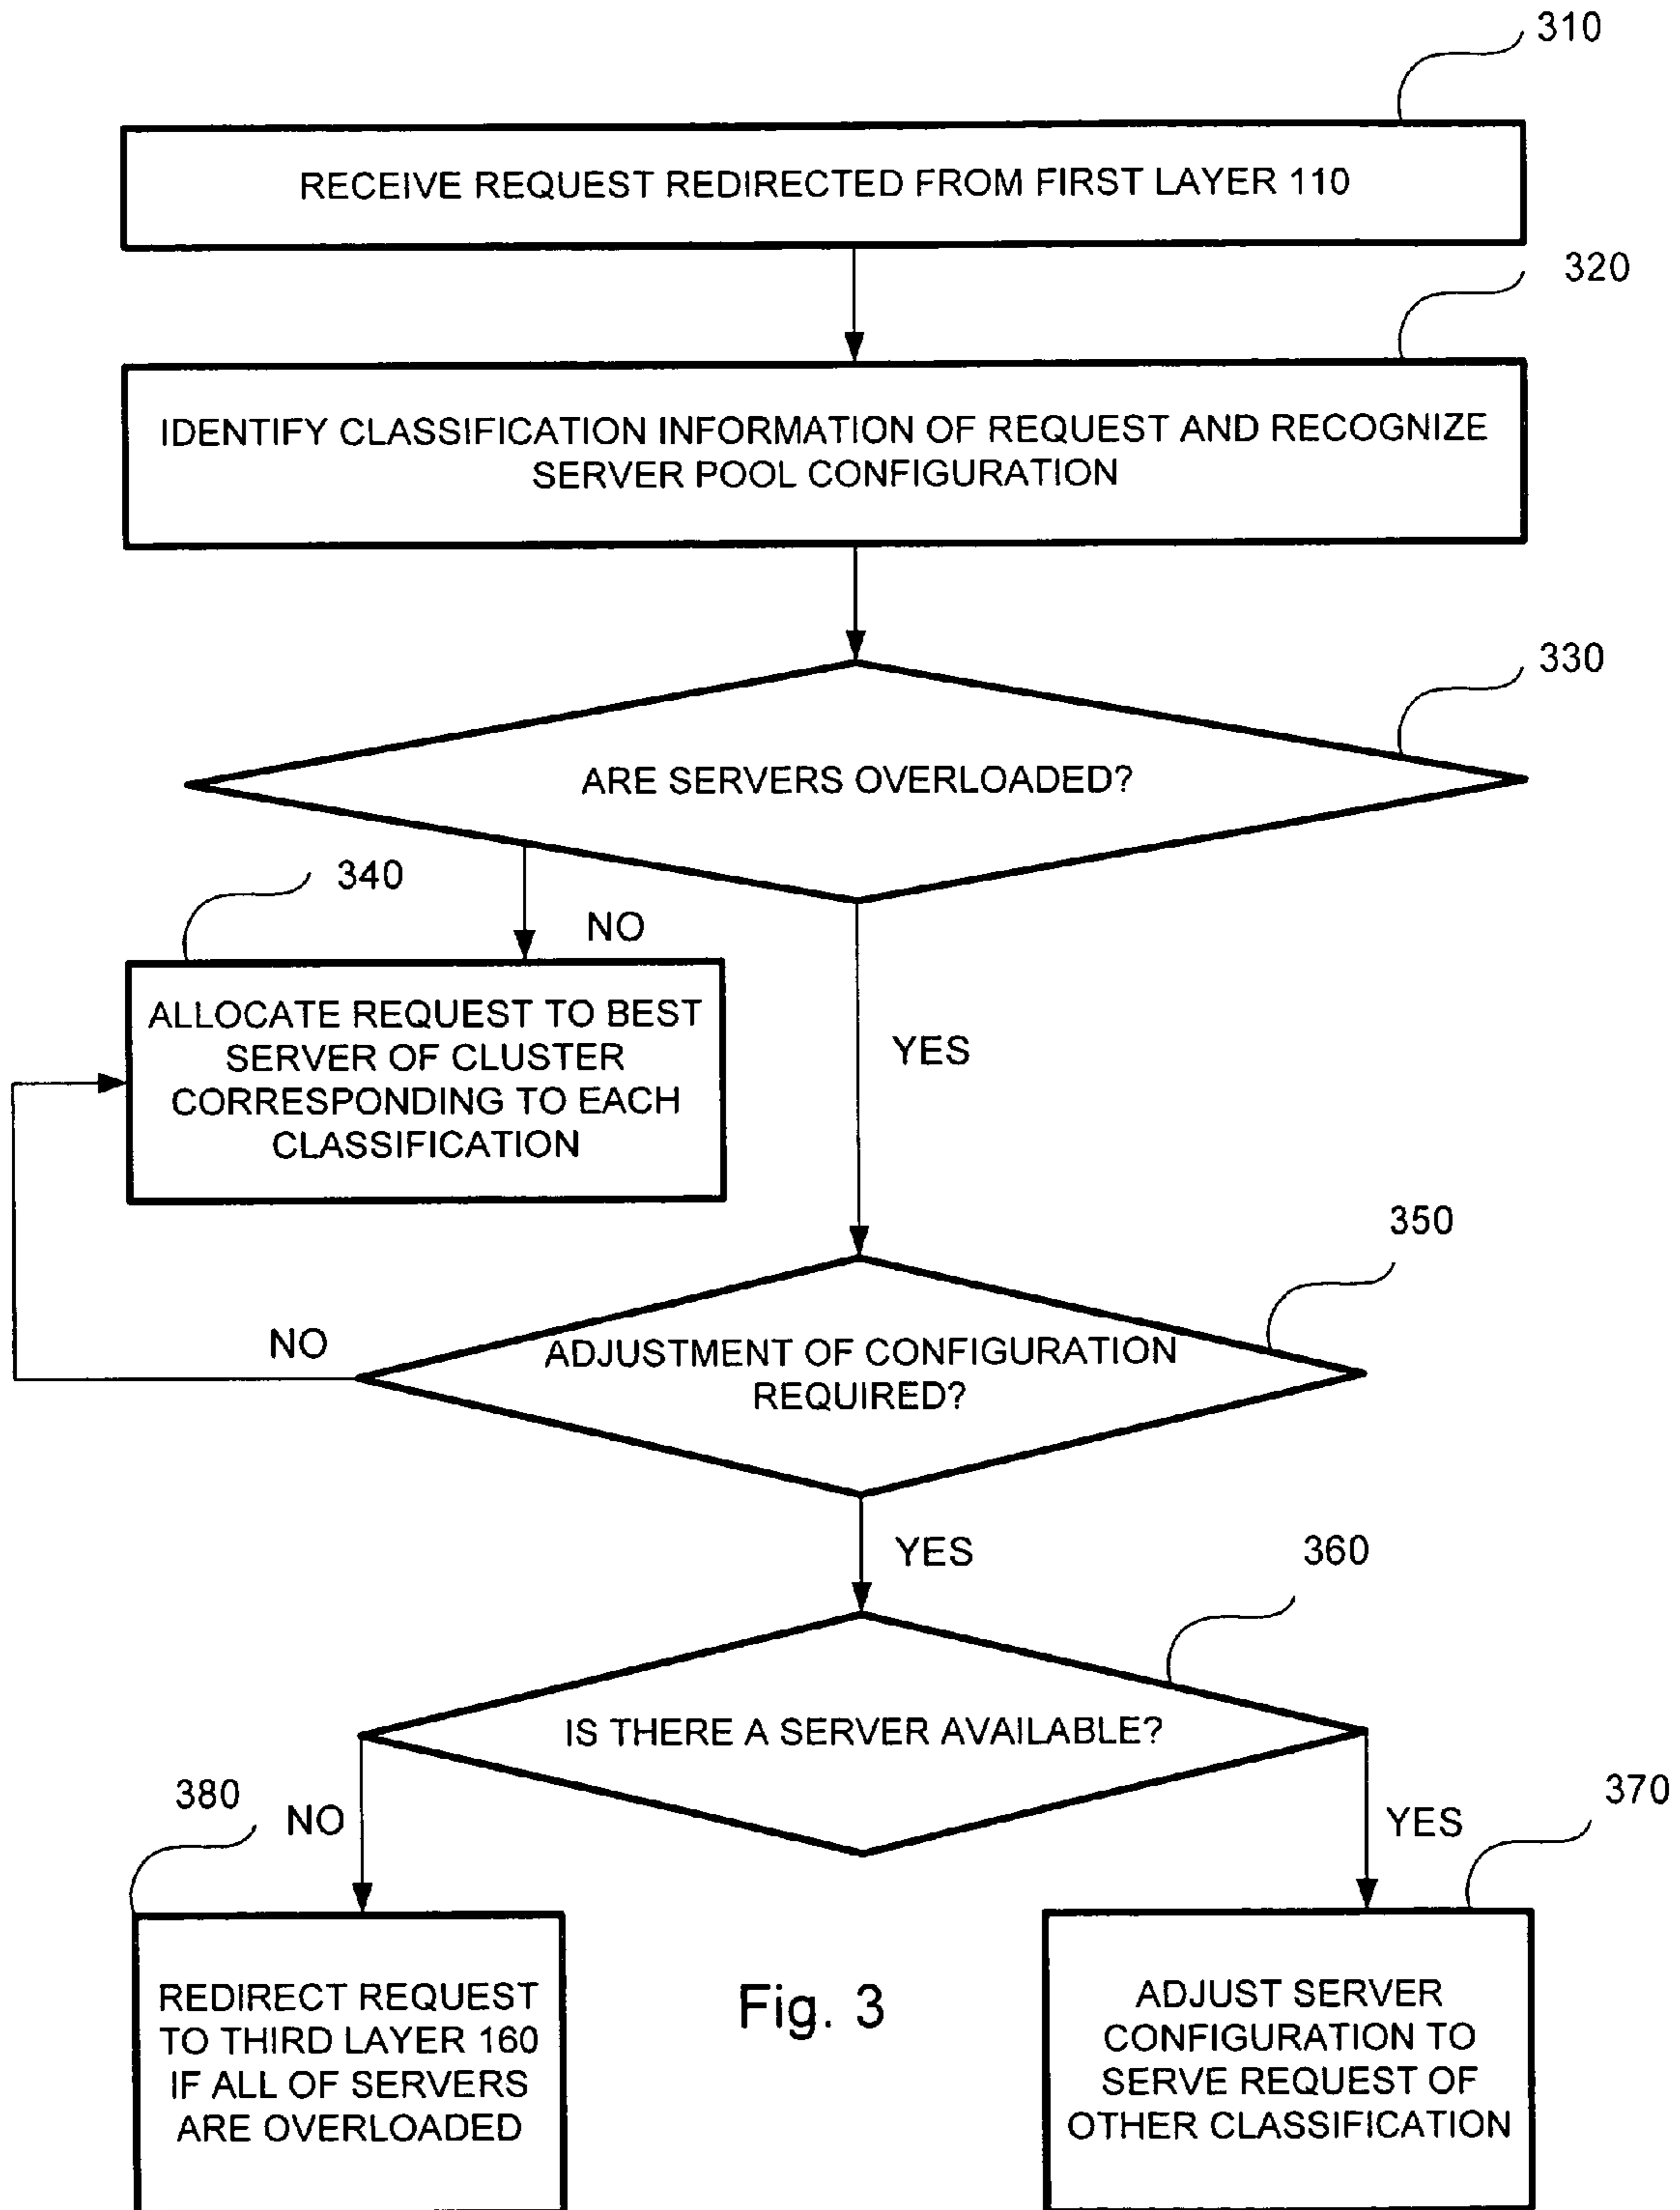 310
RECEIVE REQUEST REDIRECTED FROM FIRST LAYER 110
320
IDENTIFY CLASSIFICATION INFORMATION OF REQUEST AND RECOGNIZE
SERVER POOL CONFIGURATION
330
ARE SERVERS OVERLOADED?
340
NO
ALLOCATE REQUEST TO BEST
SERVER OF CLUSTER
CORRESPONDING TO EACH
CLASSIFICATION
YES
350
NO
ADJUSTMENT OF CONFIGURATION
REQUIRED?
YES
360
IS THERE A SERVER AVAILABLE?
380
NO
YES
370
REDIRECT REQUEST
TO THIRD LAYER 160
IF ALL OF SERVERS
ARE OVERLOADED
Fig. 3
ADJUST SERVER
CONFIGURATION TO
SERVE REQUEST OF
OTHER CLASSIFICATION